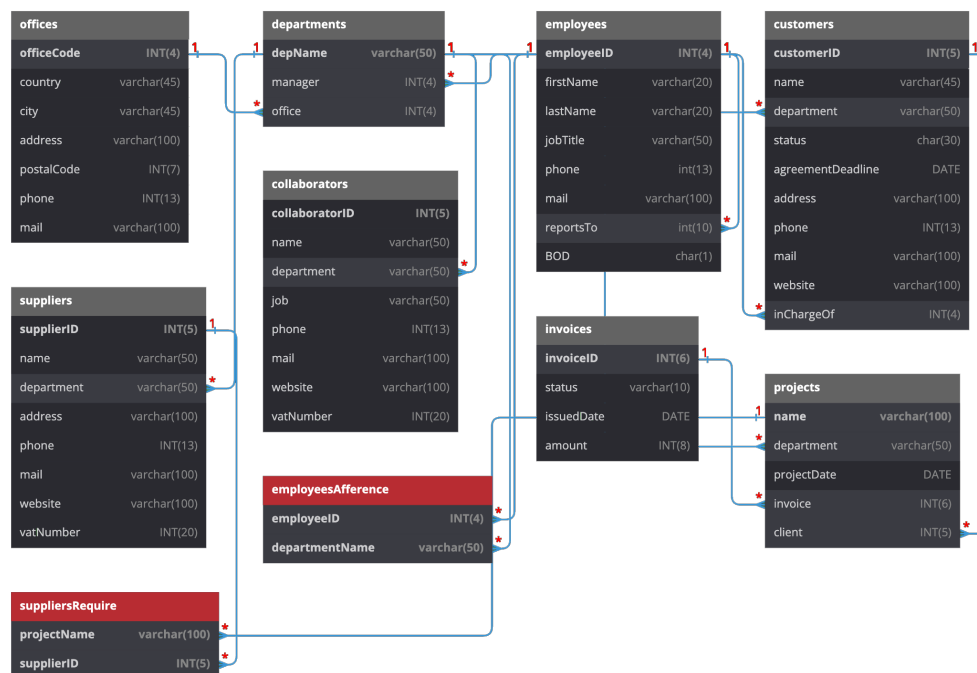 offices
officeCode INT(4)
country varchar(45)
city varchar(45)
address varchar(100)
postalCode INT(7)
phone INT(13)
mail varchar(100)
departments
depName varchar(50)
manager INT(4)
office INT(4)
employees
employeeID INT(4)
firstName varchar(20)
lastName varchar(20)
jobTitle varchar(50)
phone int(13)
mail varchar(100)
reportsTo int(10)
BOD char(1)
customers
customerID INT(5)
name varchar(45)
department varchar(50)
status char(30)
agreementDeadline DATE
address varchar(100)
phone INT(13)
mail varchar(100)
website varchar(100)
inChargeOf INT(4)
collaborators
collaboratorID INT(5)
name varchar(50)
department varchar(50)
job varchar(50)
phone INT(13)
mail varchar(100)
website varchar(100)
vatNumber INT(20)
suppliers
supplierID INT(5)
name varchar(50)
department varchar(50)
address varchar(100)
phone INT(13)
mail varchar(100)
website varchar(100)
vatNumber INT(20)
invoices
invoiceID INT(6)
status varchar(10)
issuedDate DATE
amount INT(8)
projects
name varchar(100)
department varchar(50)
projectDate DATE
invoice INT(6)
client INT(5)
employeesAfference
employeeID INT(4)
departmentName varchar(50)
suppliersRequire
projectName varchar(100)
supplierID INT(5)
1
1
1
1
1
1
1
1
1
*
*
*
*
*
*
*
*
*
*
*
*
*
*